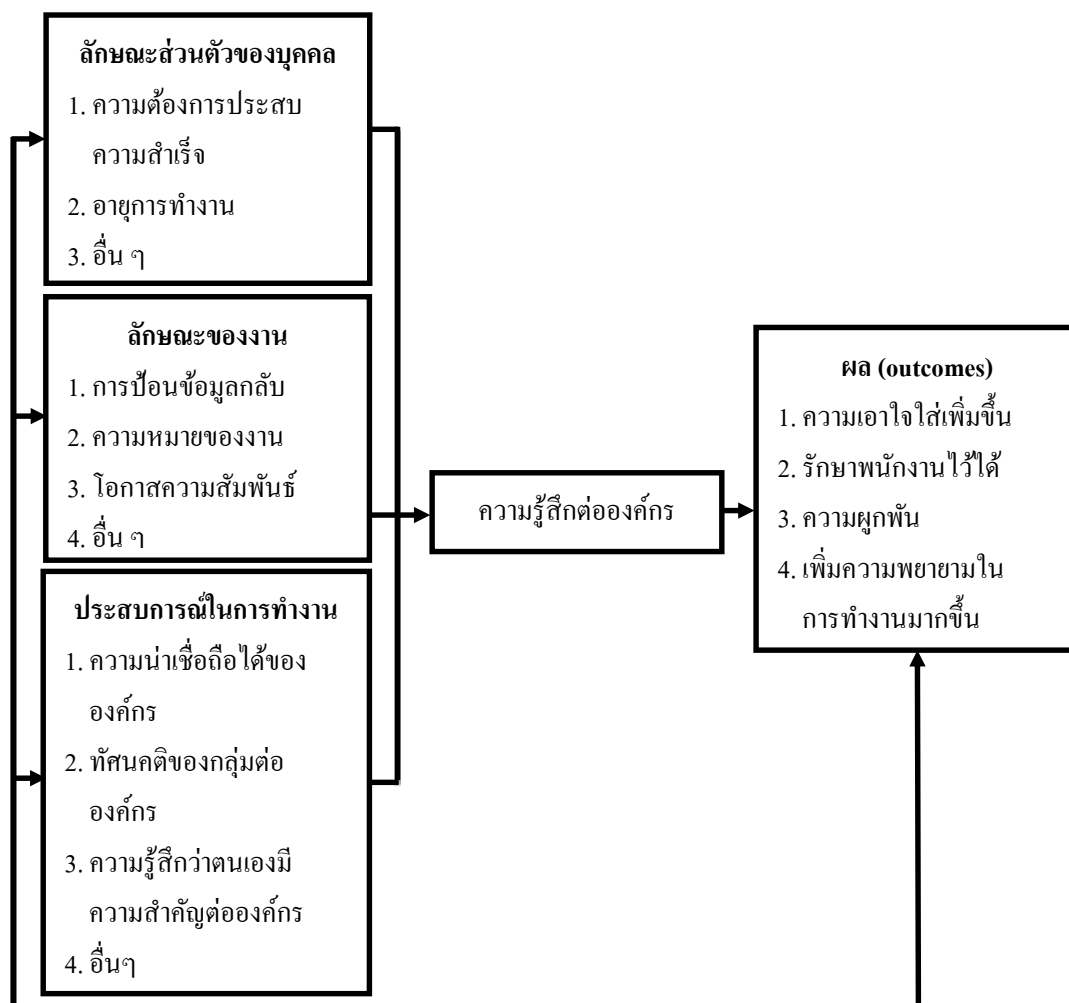 ลักษณะส่วนตัวของบุคคล
1. ความต้องการประสบ
ความสำเร็จ
2. อายุการทำงาน
3. อื่น ๆ
ลักษณะของงาน
1. การป้อนข้อมูลกลับ
2. ความหมายของงาน
3. โอกาสความสัมพันธ์
4. อื่น ๆ
ประสบการณ์ในการทำงาน
1. ความน่าเชื่อถือได้ของ
องค์กร
2. ทัศนคติของกลุ่มต่อ
องค์กร
3. ความรู้สึกว่าตนเองมี
ความสำคัญต่อองค์กร
4. อื่นๆ
ความรู้สึกต่อองค์กร
ผล (outcomes)
1. ความเอาใจใส่เพิ่มขึ้น
2. รักษาพนักงานไว้ได้
3. ความผูกพัน
4. เพิ่มความพยายามใน
การทำงานมากขึ้น